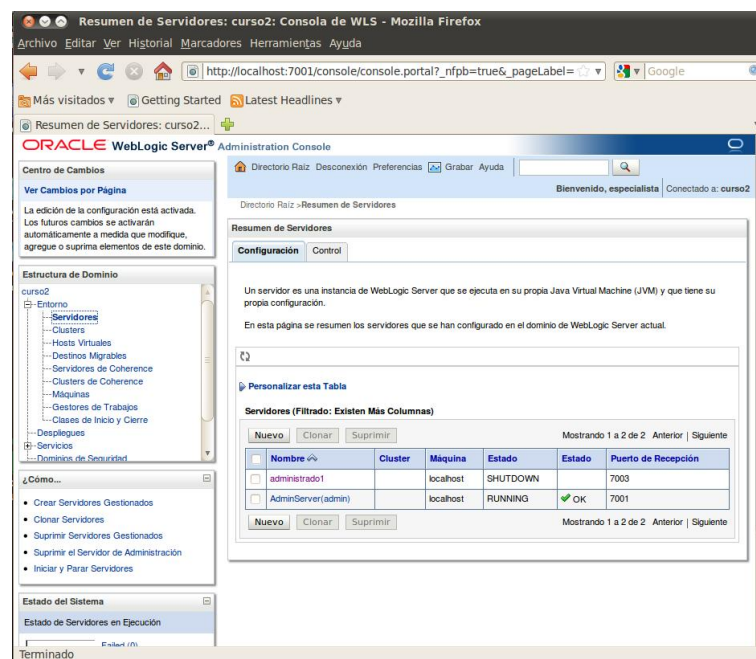 Resumen de Servidores: curso2: Consola de WLS - Mozilla Firefox
Archivo Editar Ver Historial Marcadores Herramientas Ayuda
http://localhost:7001/console/console.portal?_nfpb=true&_pageLabel=
Google
Más visitados Getting Started Latest Headlines
Resumen de Servidores: curso2...
ORACLE WebLogic Server® Administration Console
Centro de Cambios
Ver Cambios por Página
La edición de la configuración está activada.
Los futuros cambios se activarán
automáticamente a medida que modifique,
agregue o suprima elementos de este dominio.
Estructura de Dominio
curso2
Entorno
Servidores
Clusters
Hosts Virtuales
Destinos Migrables
Servidores de Coherence
Clusters de Coherence
Máquinas
Gestores de Trabajos
Clases de Inicio y Cierre
Despliegues
Servicios
Dominios de Seguridad
¿Cómo...
Crear Servidores Gestionados
Clonar Servidores
Suprimir Servidores Gestionados
Suprimir el Servidor de Administración
Iniciar y Parar Servidores
Estado del Sistema
Estado de Servidores en Ejecución
Failed (0)
Directorio Raíz Desconexión Preferencias Grabar Ayuda
Bienvenido, especialista Conectado a: curso2
Directorio Raíz >Resumen de Servidores
Resumen de Servidores
Configuración Control
Un servidor es una instancia de WebLogic Server que se ejecuta en su propia Java Virtual Machine (JVM) y que tiene su
propia configuración.
En esta página se resumen los servidores que se han configurado en el dominio de WebLogic Server actual.
Personalizar esta Tabla
Servidores (Filtrado: Existen Más Columnas)
Nuevo Clonar Suprimir Mostrando 1 a 2 de 2 Anterior | Siguiente
Nombre Cluster Máquina Estado Estado Puerto de Recepción
administrado1 localhost SHUTDOWN 7003
AdminServer(admin) localhost RUNNING OK 7001
Nuevo Clonar Suprimir Mostrando 1 a 2 de 2 Anterior | Siguiente
Terminado